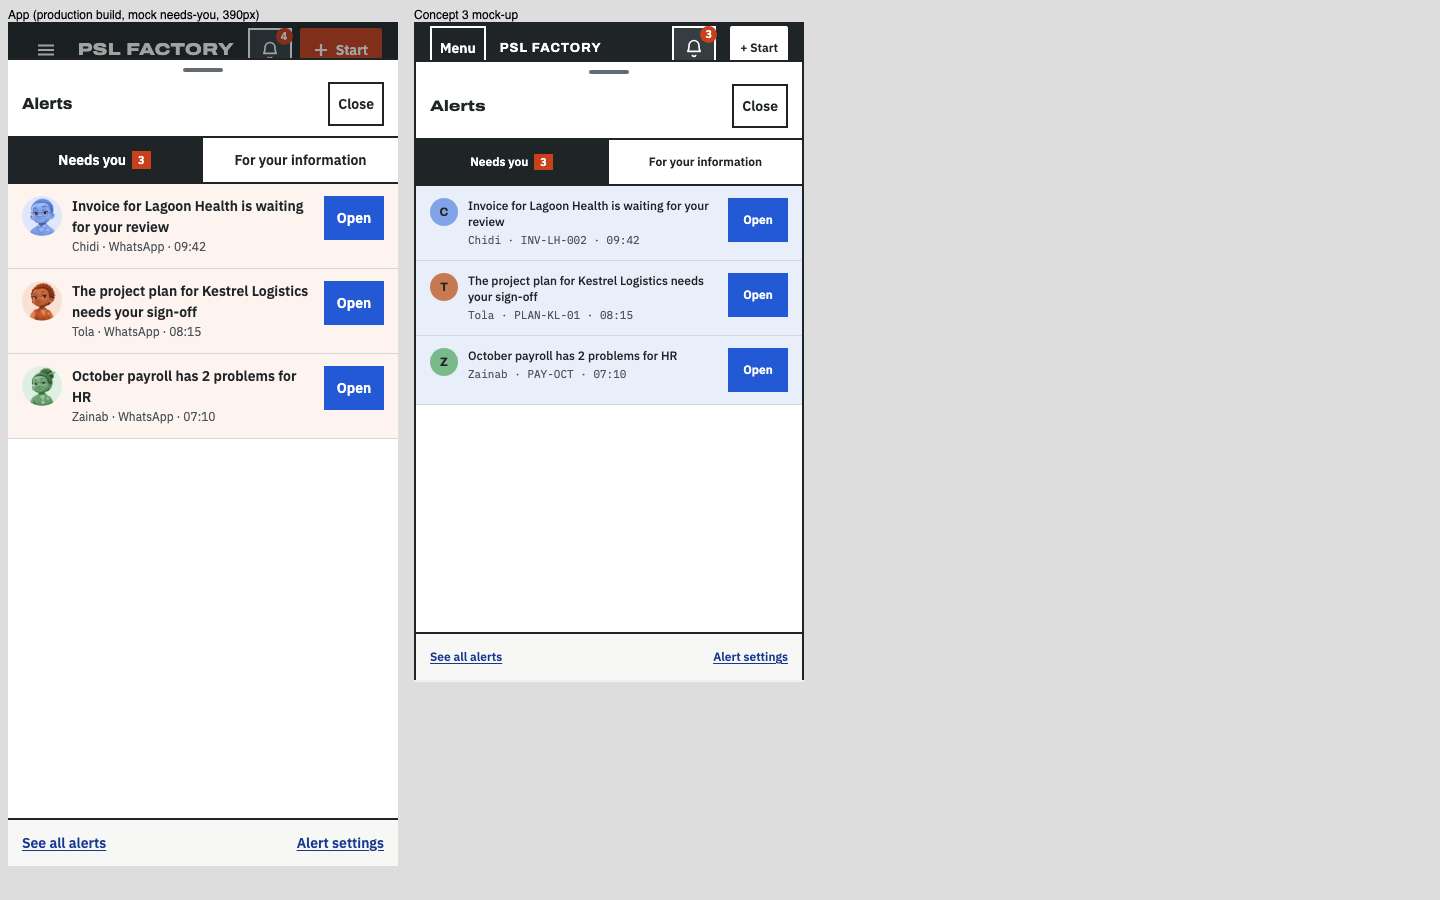 App (production build, mock needs-you, 390px)
PSL FACTORY
4
+ Start
Alerts
Close
Needs you 3
For your information
Invoice for Lagoon Health is waiting
for your review
Chidi · WhatsApp · 09:42
Open
The project plan for Kestrel Logistics
needs your sign-off
Tola · WhatsApp · 08:15
Open
October payroll has 2 problems for
HR
Zainab · WhatsApp · 07:10
Open
See all alerts
Alert settings
Concept 3 mock-up
Menu
PSL FACTORY
3
+ Start
Alerts
Close
Needs you 3
For your information
C
Invoice for Lagoon Health is waiting for your
review
Chidi · INV-LH-002 · 09:42
Open
T
The project plan for Kestrel Logistics needs
your sign-off
Tola · PLAN-KL-01 · 08:15
Open
Z
October payroll has 2 problems for HR
Zainab · PAY-OCT · 07:10
Open
See all alerts
Alert settings